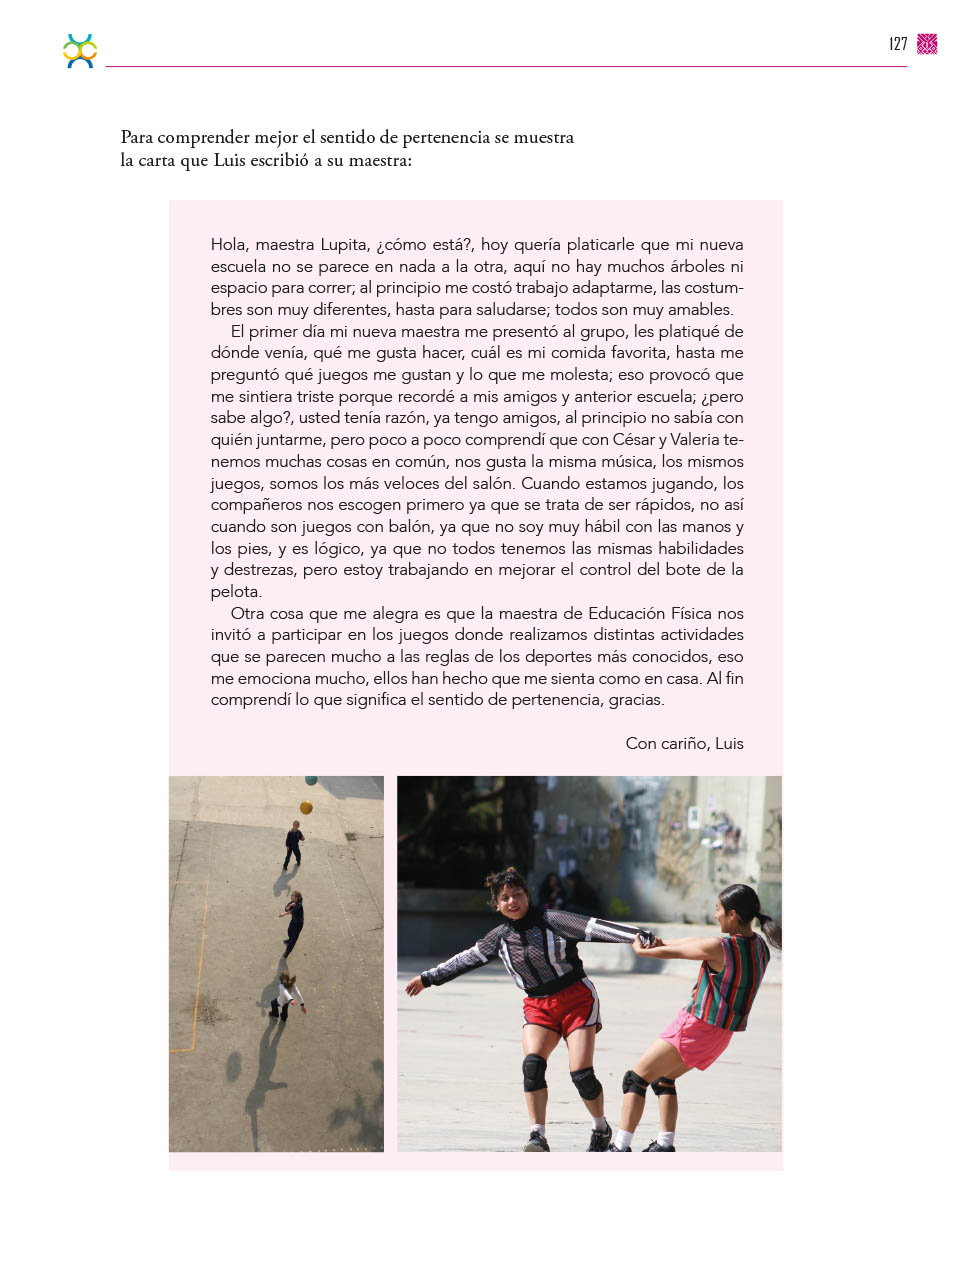 127
Para comprender mejor el sentido de pertenencia se muestra
la carta que Luis escribió a su maestra:
Hola, maestra Lupita, ¿cómo está?, hoy quería platicarle que mi nueva
escuela no se parece en nada a la otra, aquí no hay muchos árboles ni
espacio para correr; al principio me costó trabajo adaptarme, las costum-
bres son muy diferentes, hasta para saludarse; todos son muy amables.
El primer día mi nueva maestra me presentó al grupo, les platiqué de
dónde venía, qué me gusta hacer, cuál es mi comida favorita, hasta me
preguntó qué juegos me gustan y lo que me molesta; eso provocó que
me sintiera triste porque recordé a mis amigos y anterior escuela; ¿pero
sabe algo?, usted tenía razón, ya tengo amigos, al principio no sabía con
quién juntarme, pero poco a poco comprendí que con César y Valeria te-
nemos muchas cosas en común, nos gusta la misma música, los mismos
juegos, somos los más veloces del salón. Cuando estamos jugando, los
compañeros nos escogen primero ya que se trata de ser rápidos, no así
cuando son juegos con balón, ya que no soy muy hábil con las manos y
los pies, y es lógico, ya que no todos tenemos las mismas habilidades
y destrezas, pero estoy trabajando en mejorar el control del bote de la
pelota.
Otra cosa que me alegra es que la maestra de Educación Física nos
invitó a participar en los juegos donde realizamos distintas actividades
que se parecen mucho a las reglas de los deportes más conocidos, eso
me emociona mucho, ellos han hecho que me sienta como en casa. Al fin
comprendí lo que significa el sentido de pertenencia, gracias.
Con cariño, Luis